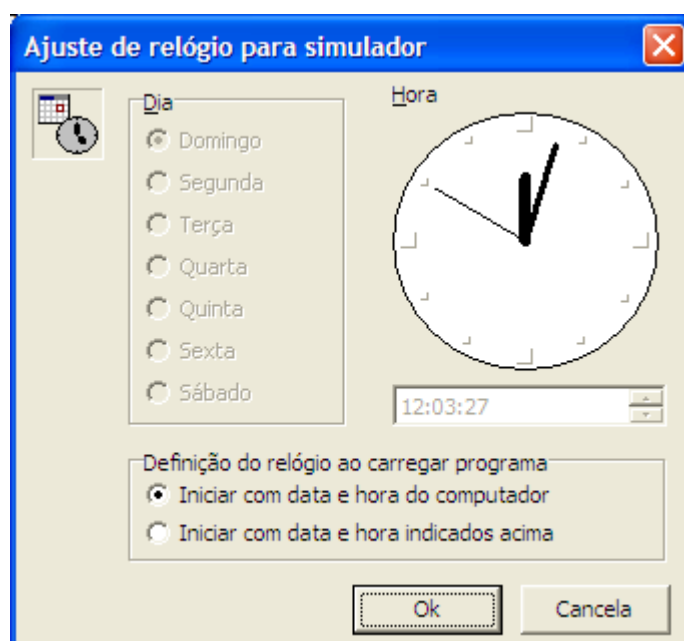 Ajuste de relógio para simulador
Dia
Domingo
Segunda
Terça
Quarta
Quinta
Sexta
Sábado
Hora
12:03:27
Definição do relógio ao carregar programa
Iniciar com data e hora do computador
Iniciar com data e hora indicados acima
Ok
Cancela